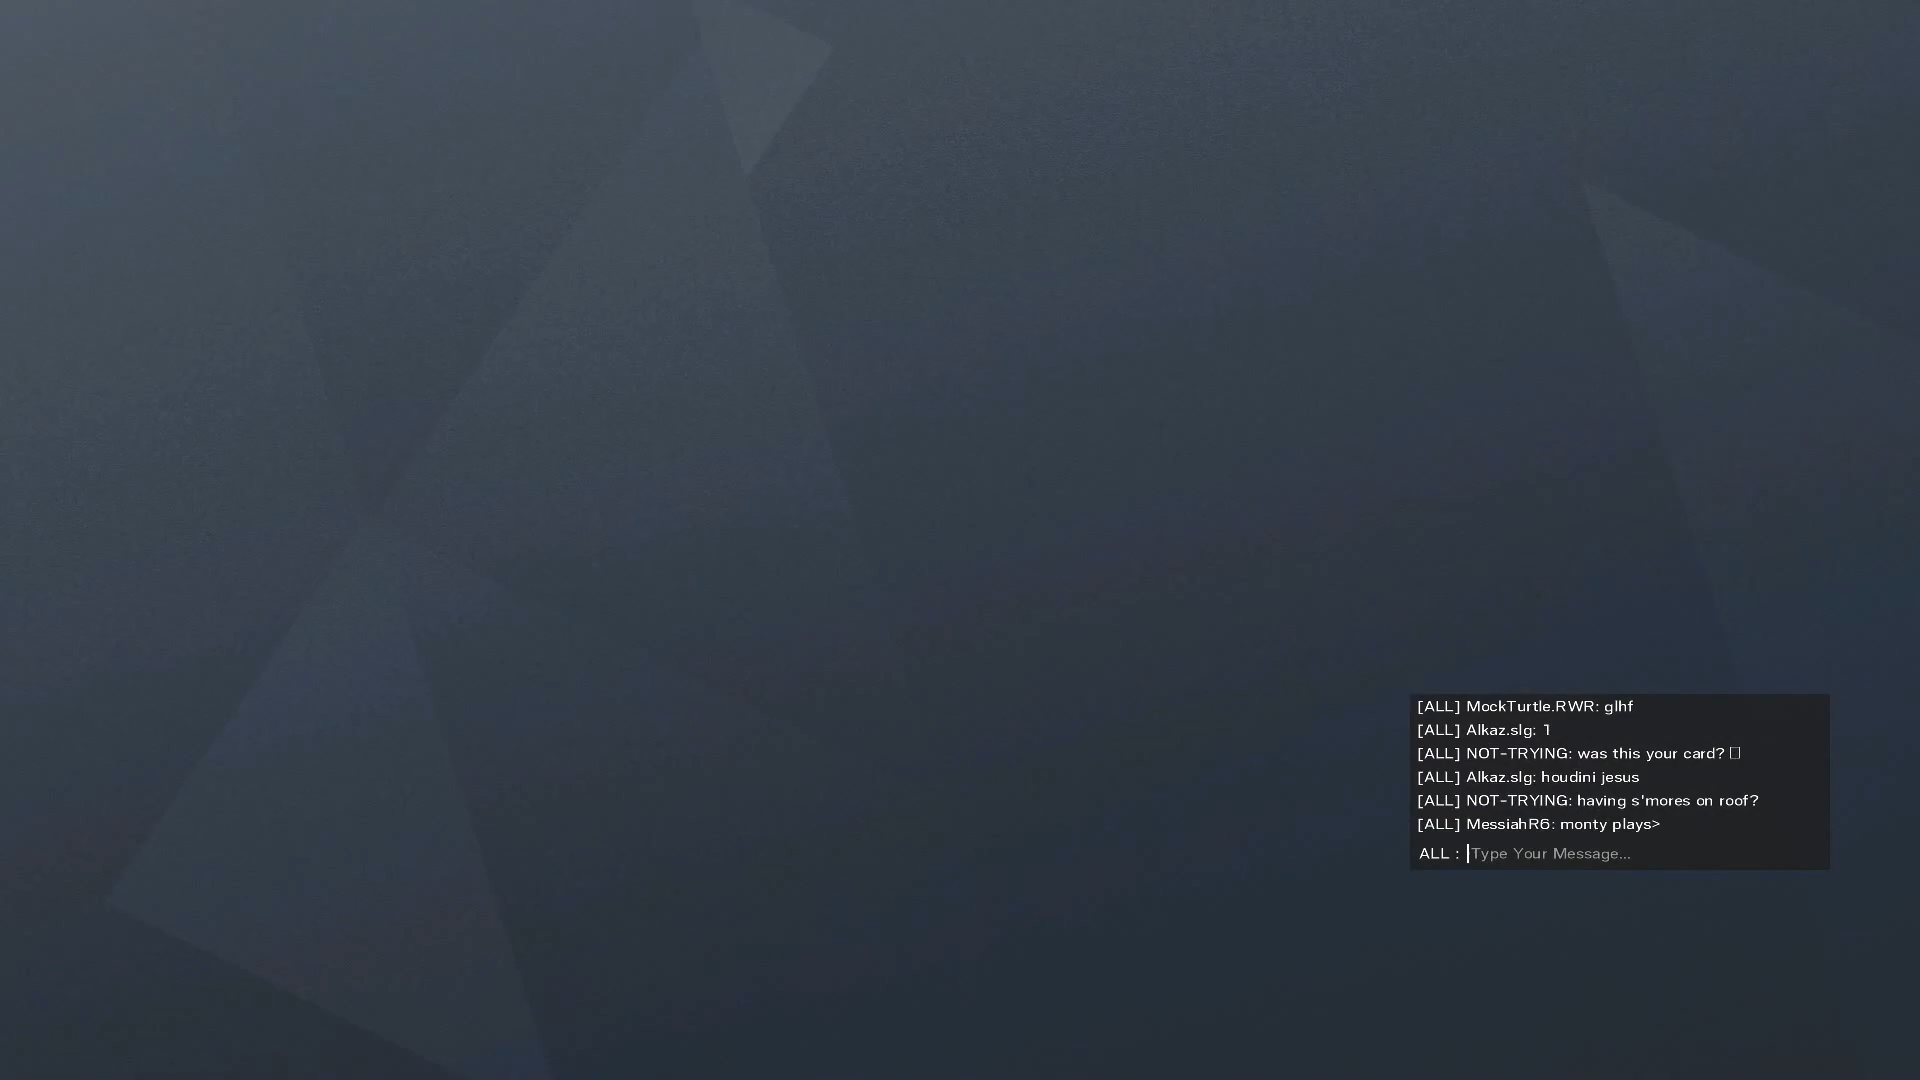 [ALL] MockTurtle.RWR: glhf
[ALL] Alkaz.slg: 1
[ALL] NOT-TRYING: was this your card? □
[ALL] Alkaz.slg: houdini jesus
[ALL] NOT-TRYING: having s'mores on roof?
[ALL] MessiahR6: monty plays>
ALL : Type Your Message...